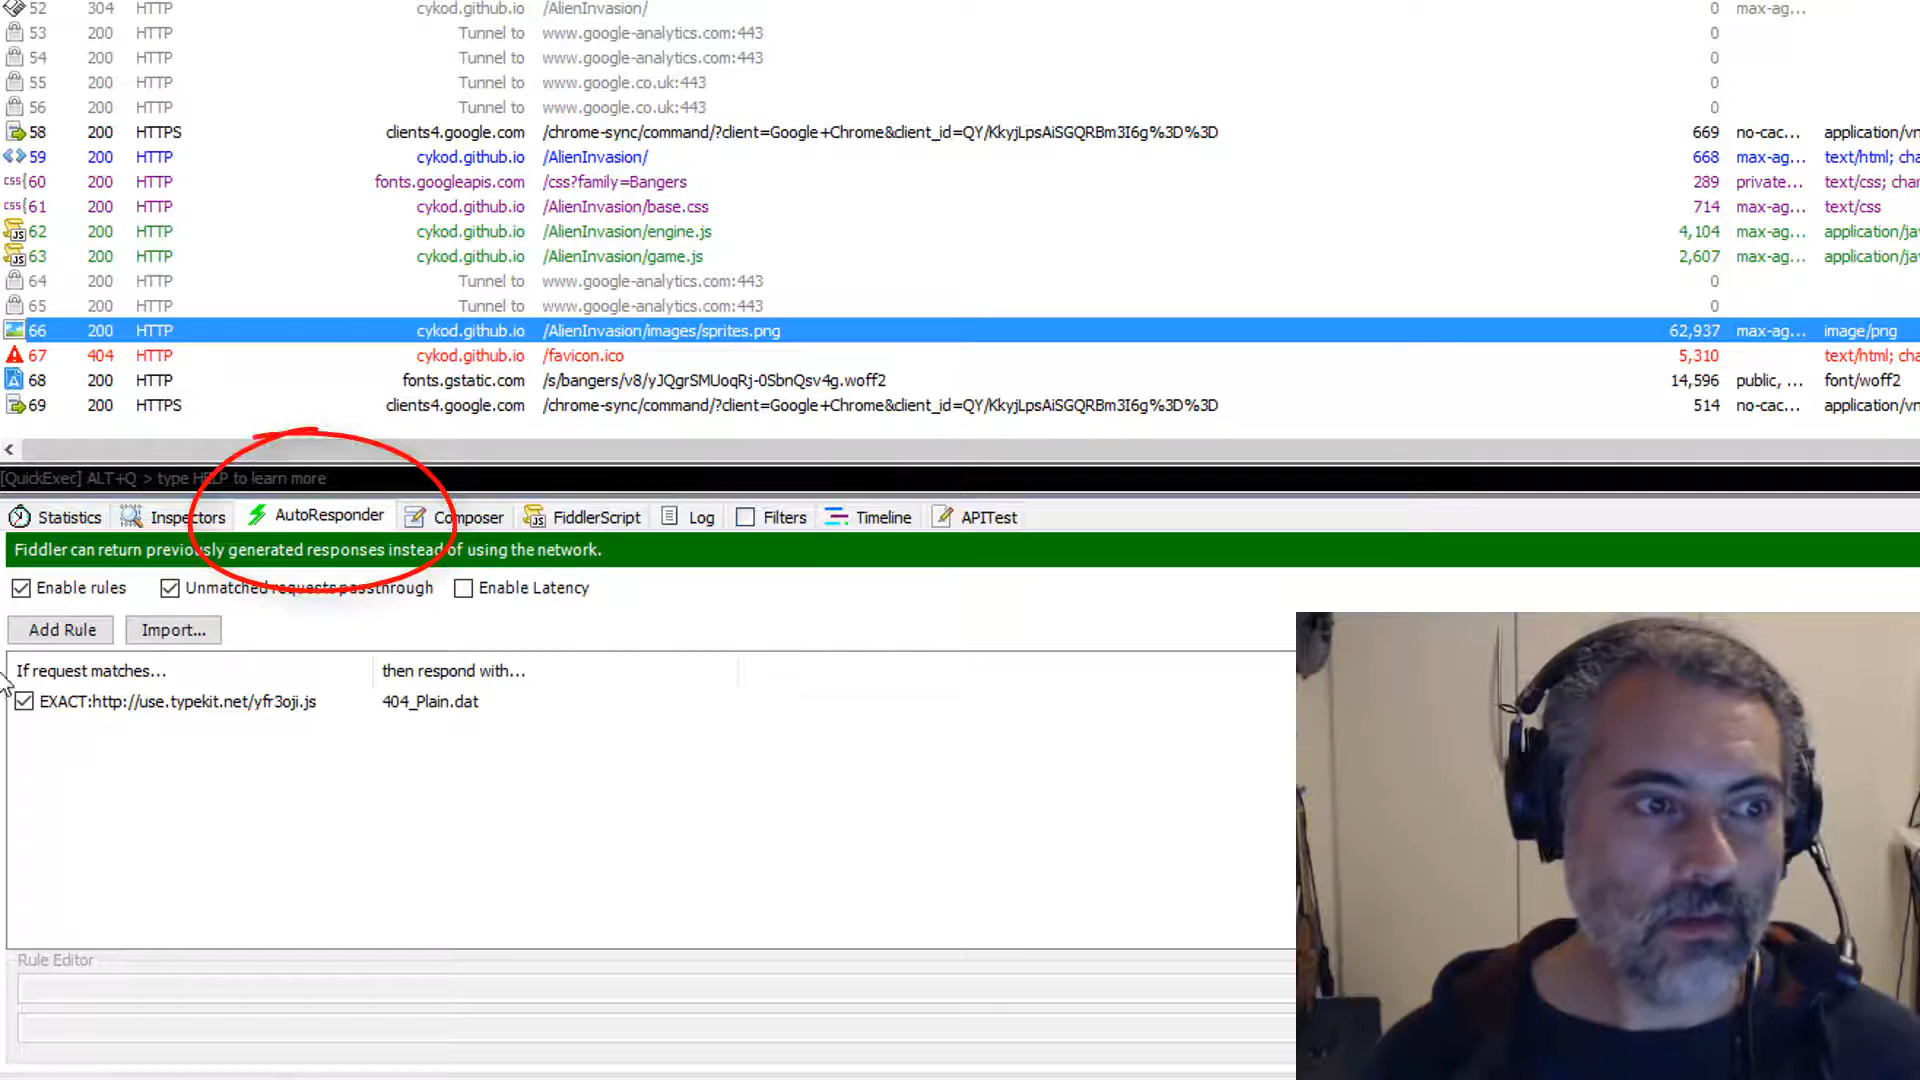 52 304 HTTP cykod.github.io /AlienInvasion/ 0 max-ag...
53 200 HTTP Tunnel to www.google-analytics.com:443 0
54 200 HTTP Tunnel to www.google-analytics.com:443 0
55 200 HTTP Tunnel to www.google.co.uk:443 0
56 200 HTTP Tunnel to www.google.co.uk:443 0
58 200 HTTPS clients4.google.com /chrome-sync/command/?client=Google+Chrome&client_id=QY/KkyjLpsAiSGQRBm3I6g%3D%3D 669 no-cac... application/vn
59 200 HTTP cykod.github.io /AlienInvasion/ 668 max-ag... text/html; cha
60 200 HTTP fonts.googleapis.com /css?family=Bangers 289 private... text/css; char
61 200 HTTP cykod.github.io /AlienInvasion/base.css 714 max-ag... text/css
62 200 HTTP cykod.github.io /AlienInvasion/engine.js 4,104 max-ag... application/jav
63 200 HTTP cykod.github.io /AlienInvasion/game.js 2,607 max-ag... application/jav
64 200 HTTP Tunnel to www.google-analytics.com:443 0
65 200 HTTP Tunnel to www.google-analytics.com:443 0
66 200 HTTP cykod.github.io /AlienInvasion/images/sprites.png 62,937 max-ag... image/png
67 404 HTTP cykod.github.io /favicon.ico 5,310 text/html; cha
68 200 HTTP fonts.gstatic.com /s/bangers/v8/yJQgrSMUoqRj-0SbnQsv4g.woff2 14,596 public, ... font/woff2
69 200 HTTPS clients4.google.com /chrome-sync/command/?client=Google+Chrome&client_id=QY/KkyjLpsAiSGQRBm3I6g%3D%3D 514 no-cac... application/vn
[QuickExec] ALT+Q > type HELP to learn more
Statistics Inspectors AutoResponder Composer FiddlerScript Log Filters Timeline APITest
Fiddler can return previously generated responses instead of using the network.
Enable rules Unmatched requests passthrough Enable Latency
Add Rule Import...
If request matches... then respond with...
EXACT:http://use.typekit.net/yfr3oji.js 404_Plain.dat
Rule Editor